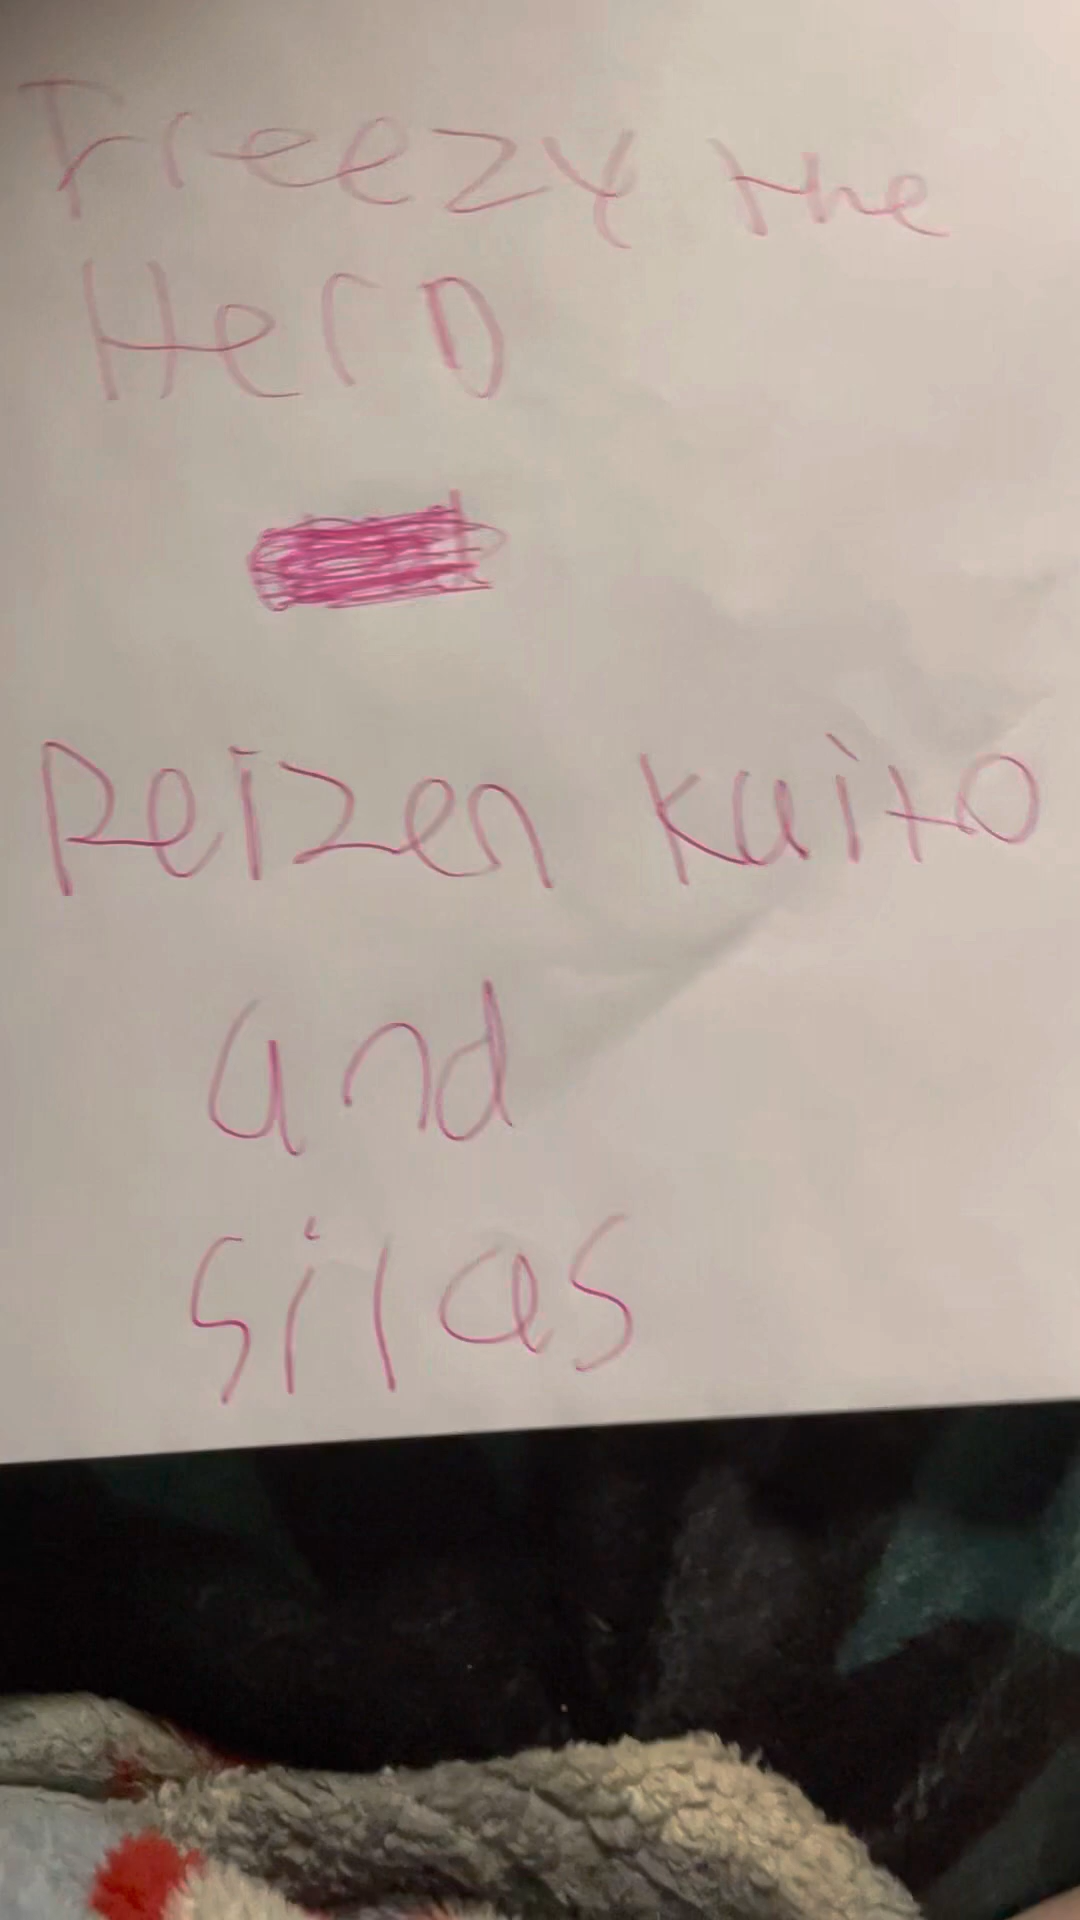 Freezy the
Hero
Reizen Kaito
and
silas